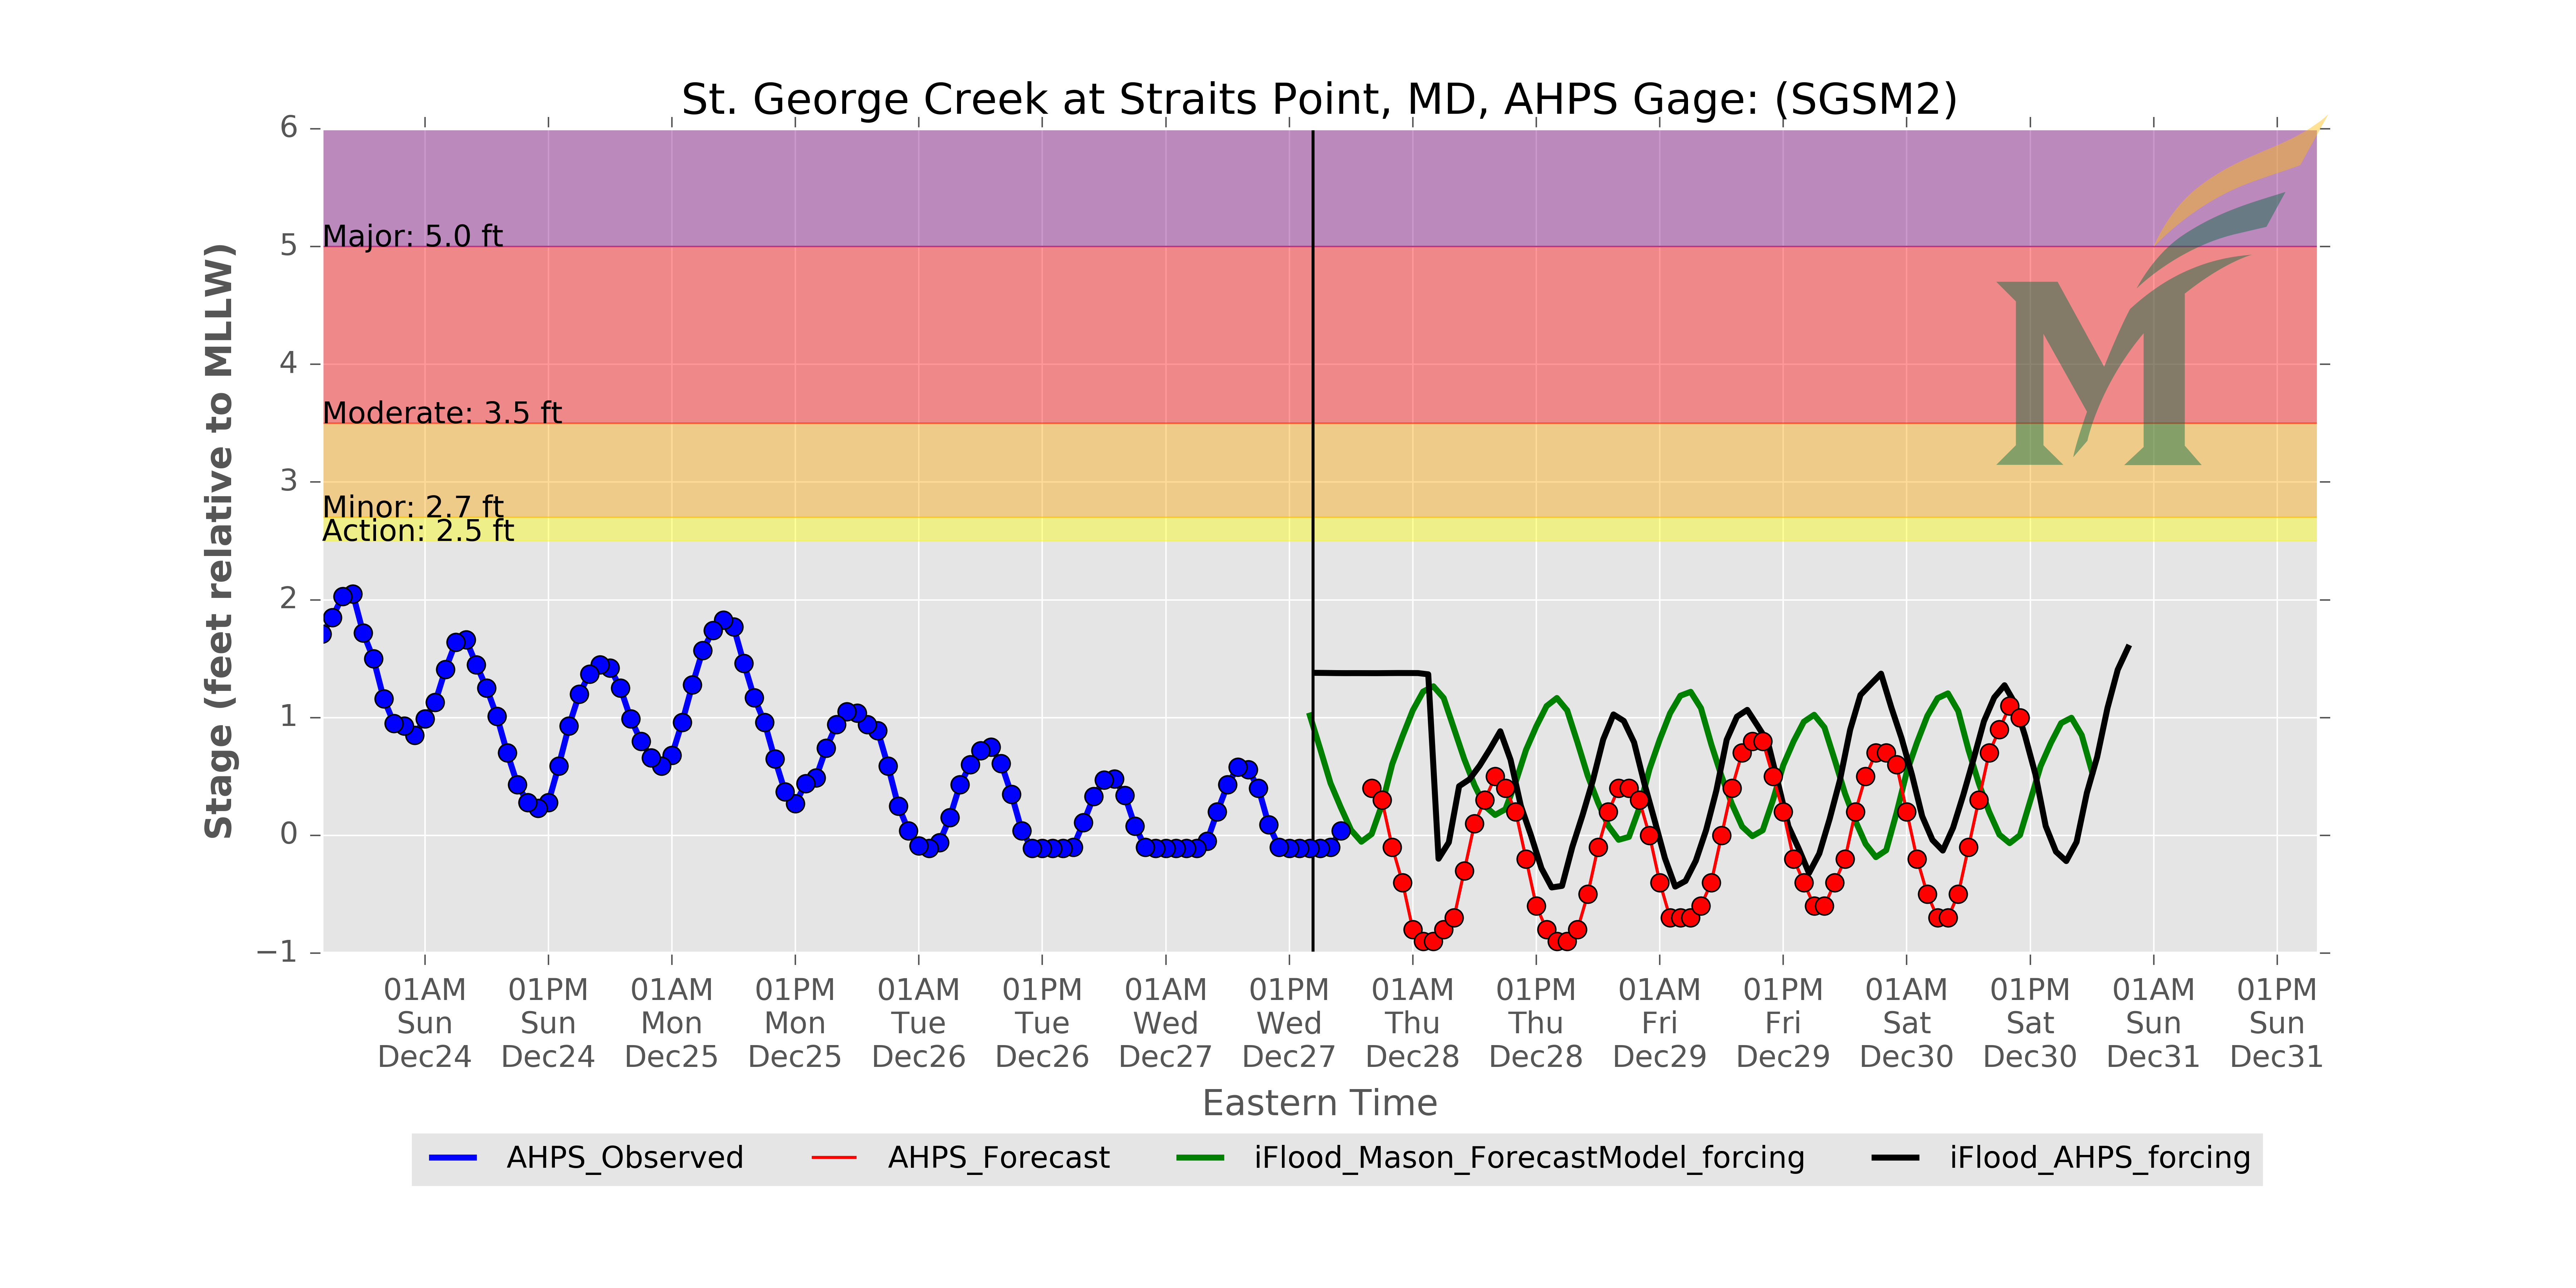 St. George Creek at Straits Point, MD, AHPS Gage: (SGSM2)
Stage (feet relative to MLLW)
6
5
4
3
2
1
0
−1
Major: 5.0 ft
Moderate: 3.5 ft
Minor: 2.7 ft
Action: 2.5 ft
M
01AM 01PM 01AM 01PM 01AM 01PM 01AM 01PM 01AM 01PM 01AM 01PM 01AM 01PM 01AM 01PM
Sun Sun Mon Mon Tue Tue Wed Wed Thu Thu Fri Fri Sat Sat Sun Sun
Dec24 Dec24 Dec25 Dec25 Dec26 Dec26 Dec27 Dec27 Dec28 Dec28 Dec29 Dec29 Dec30 Dec30 Dec31 Dec31
Eastern Time
AHPS_Observed AHPS_Forecast iFlood_Mason_ForecastModel_forcing iFlood_AHPS_forcing